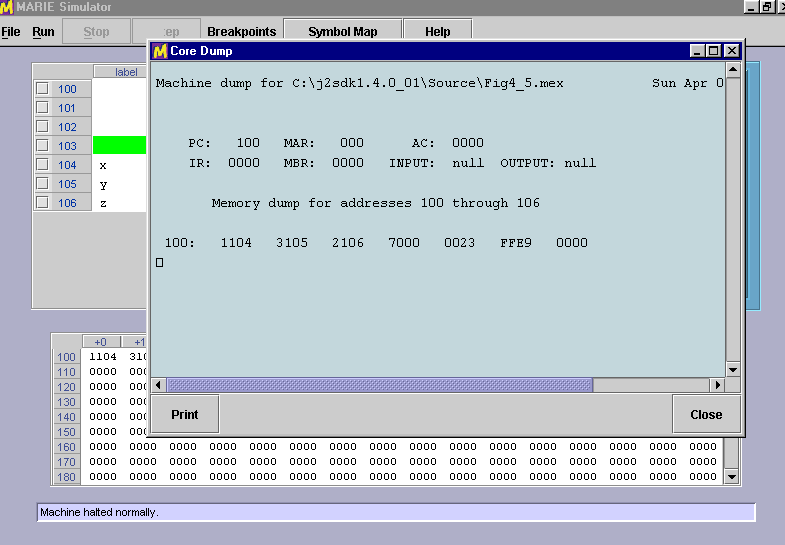 MARIE Simulator
File Run Stop Breakpoints Symbol Map Help
Core Dump
Machine dump for C:\j2sdk1.4.0_01\Source\Fig4_5.mex Sun Apr 0
PC: 100 MAR: 000 AC: 0000
IR: 0000 MBR: 0000 INPUT: null OUTPUT: null
Memory dump for addresses 100 through 106
100: 1104 3105 2106 7000 0023 FFE9 0000
Print Close
label
100
101
102
103
104 x
105 y
106 z
+0 +1
100 1104 310
110 0000 000
120 0000 000
130 0000 000
140 0000 000
150 0000 000
160 0000 0000 0000 0000 0000 0000 0000 0000 0000 0000 0000 0000 0000 0000 0000 0000
170 0000 0000 0000 0000 0000 0000 0000 0000 0000 0000 0000 0000 0000 0000 0000 0000
180 0000 0000 0000 0000 0000 0000 0000 0000 0000 0000 0000 0000 0000 0000 0000 0000
Machine halted normally.